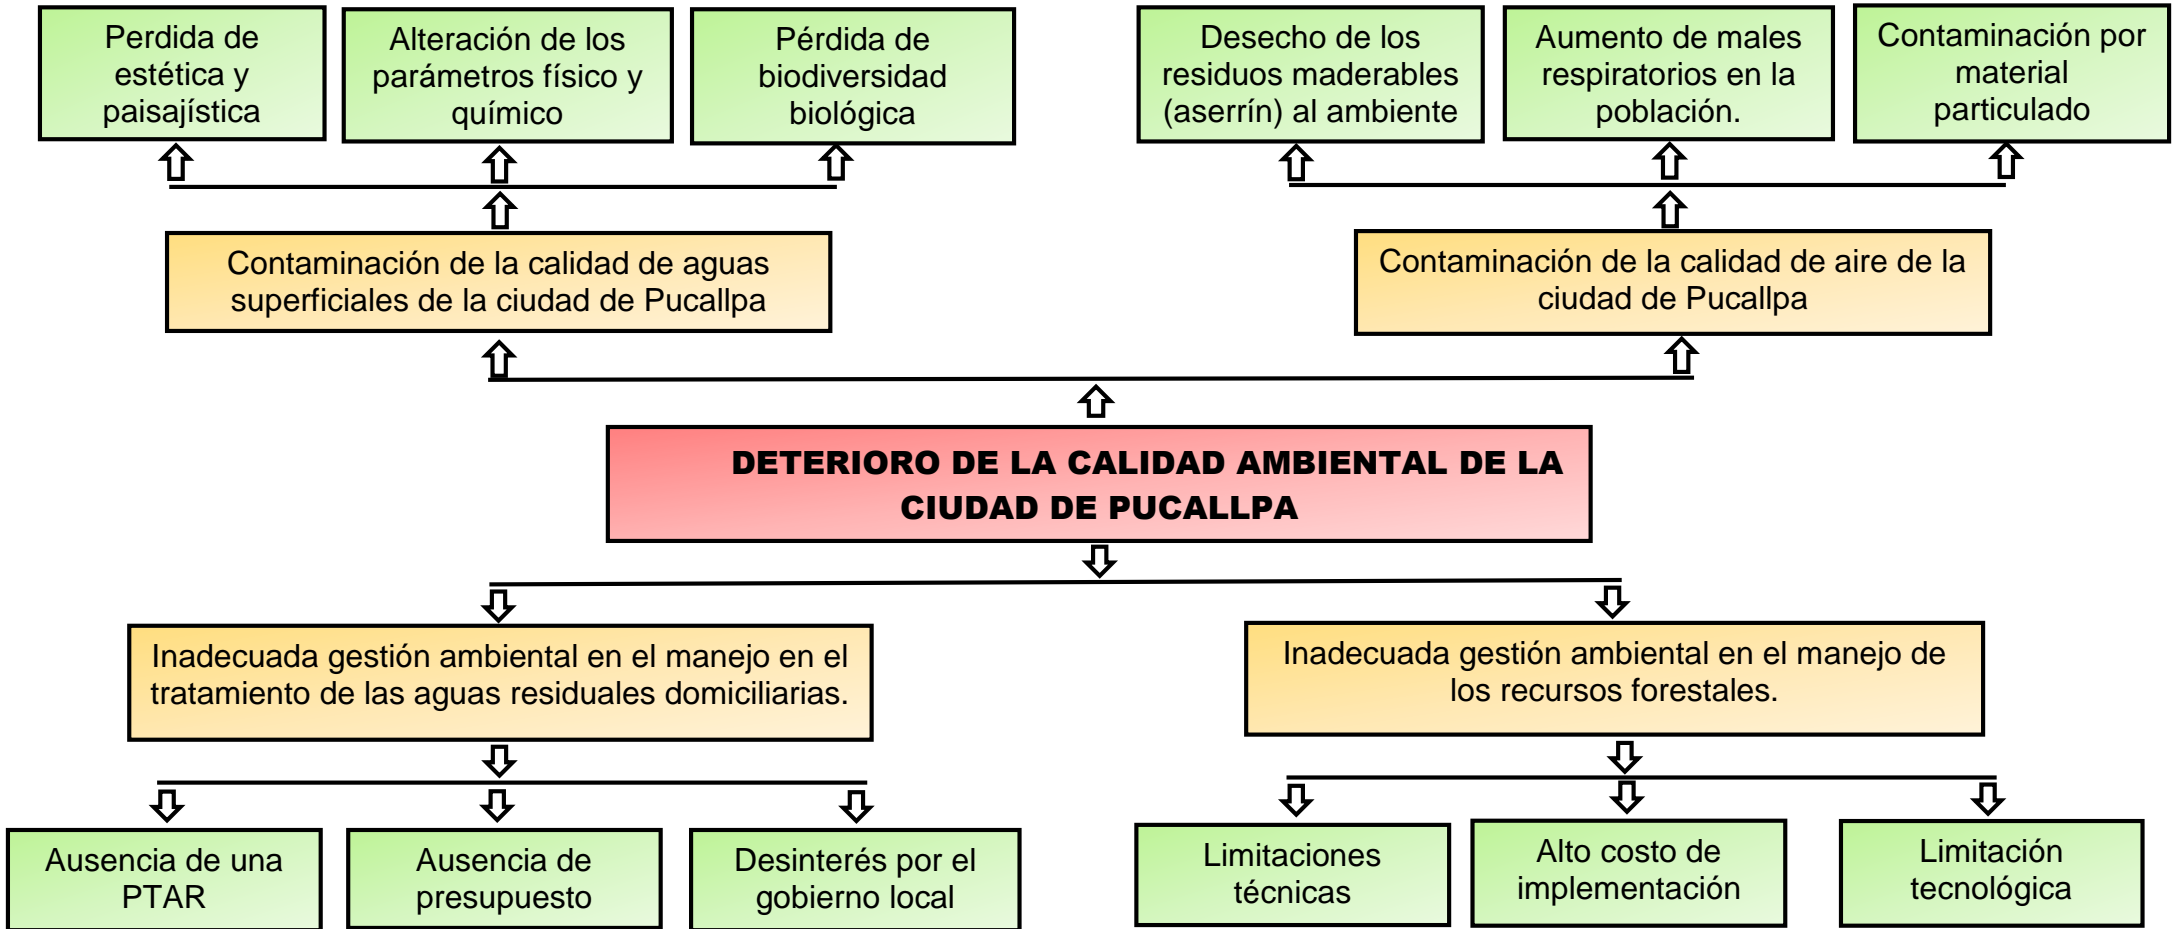 Perdida de
estética y
paisajística
Alteración de los
parámetros físico y
químico
Pérdida de
biodiversidad
biológica
Desecho de los
residuos maderables
(aserrín) al ambiente
Aumento de males
respiratorios en la
población.
Contaminación por
material
particulado
Contaminación de la calidad de aguas
superficiales de la ciudad de Pucallpa
Contaminación de la calidad de aire de la
ciudad de Pucallpa
DETERIORO DE LA CALIDAD AMBIENTAL DE LA
CIUDAD DE PUCALLPA
Inadecuada gestión ambiental en el manejo en el
tratamiento de las aguas residuales domiciliarias.
Inadecuada gestión ambiental en el manejo de
los recursos forestales.
Ausencia de una
PTAR
Ausencia de
presupuesto
Desinterés por el
gobierno local
Limitaciones
técnicas
Alto costo de
implementación
Limitación
tecnológica